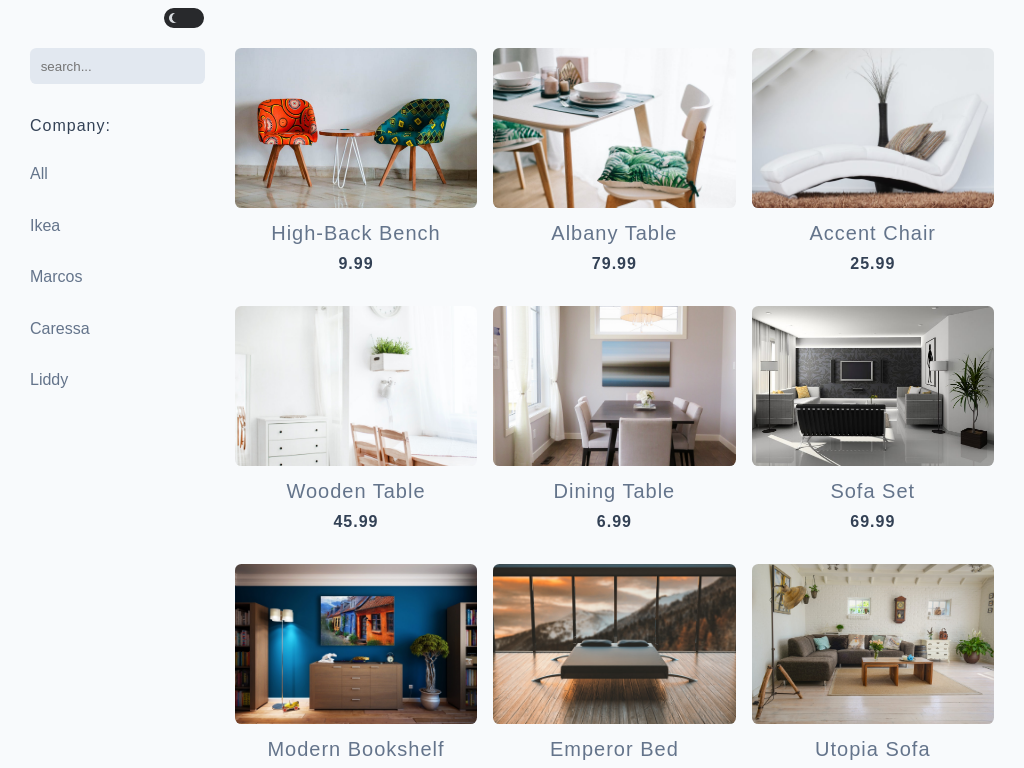 search...
Company:
All
Ikea
Marcos
Caressa
Liddy
High-Back Bench
9.99
Albany Table
79.99
Accent Chair
25.99
Wooden Table
45.99
Dining Table
6.99
Sofa Set
69.99
Modern Bookshelf
Emperor Bed
Utopia Sofa